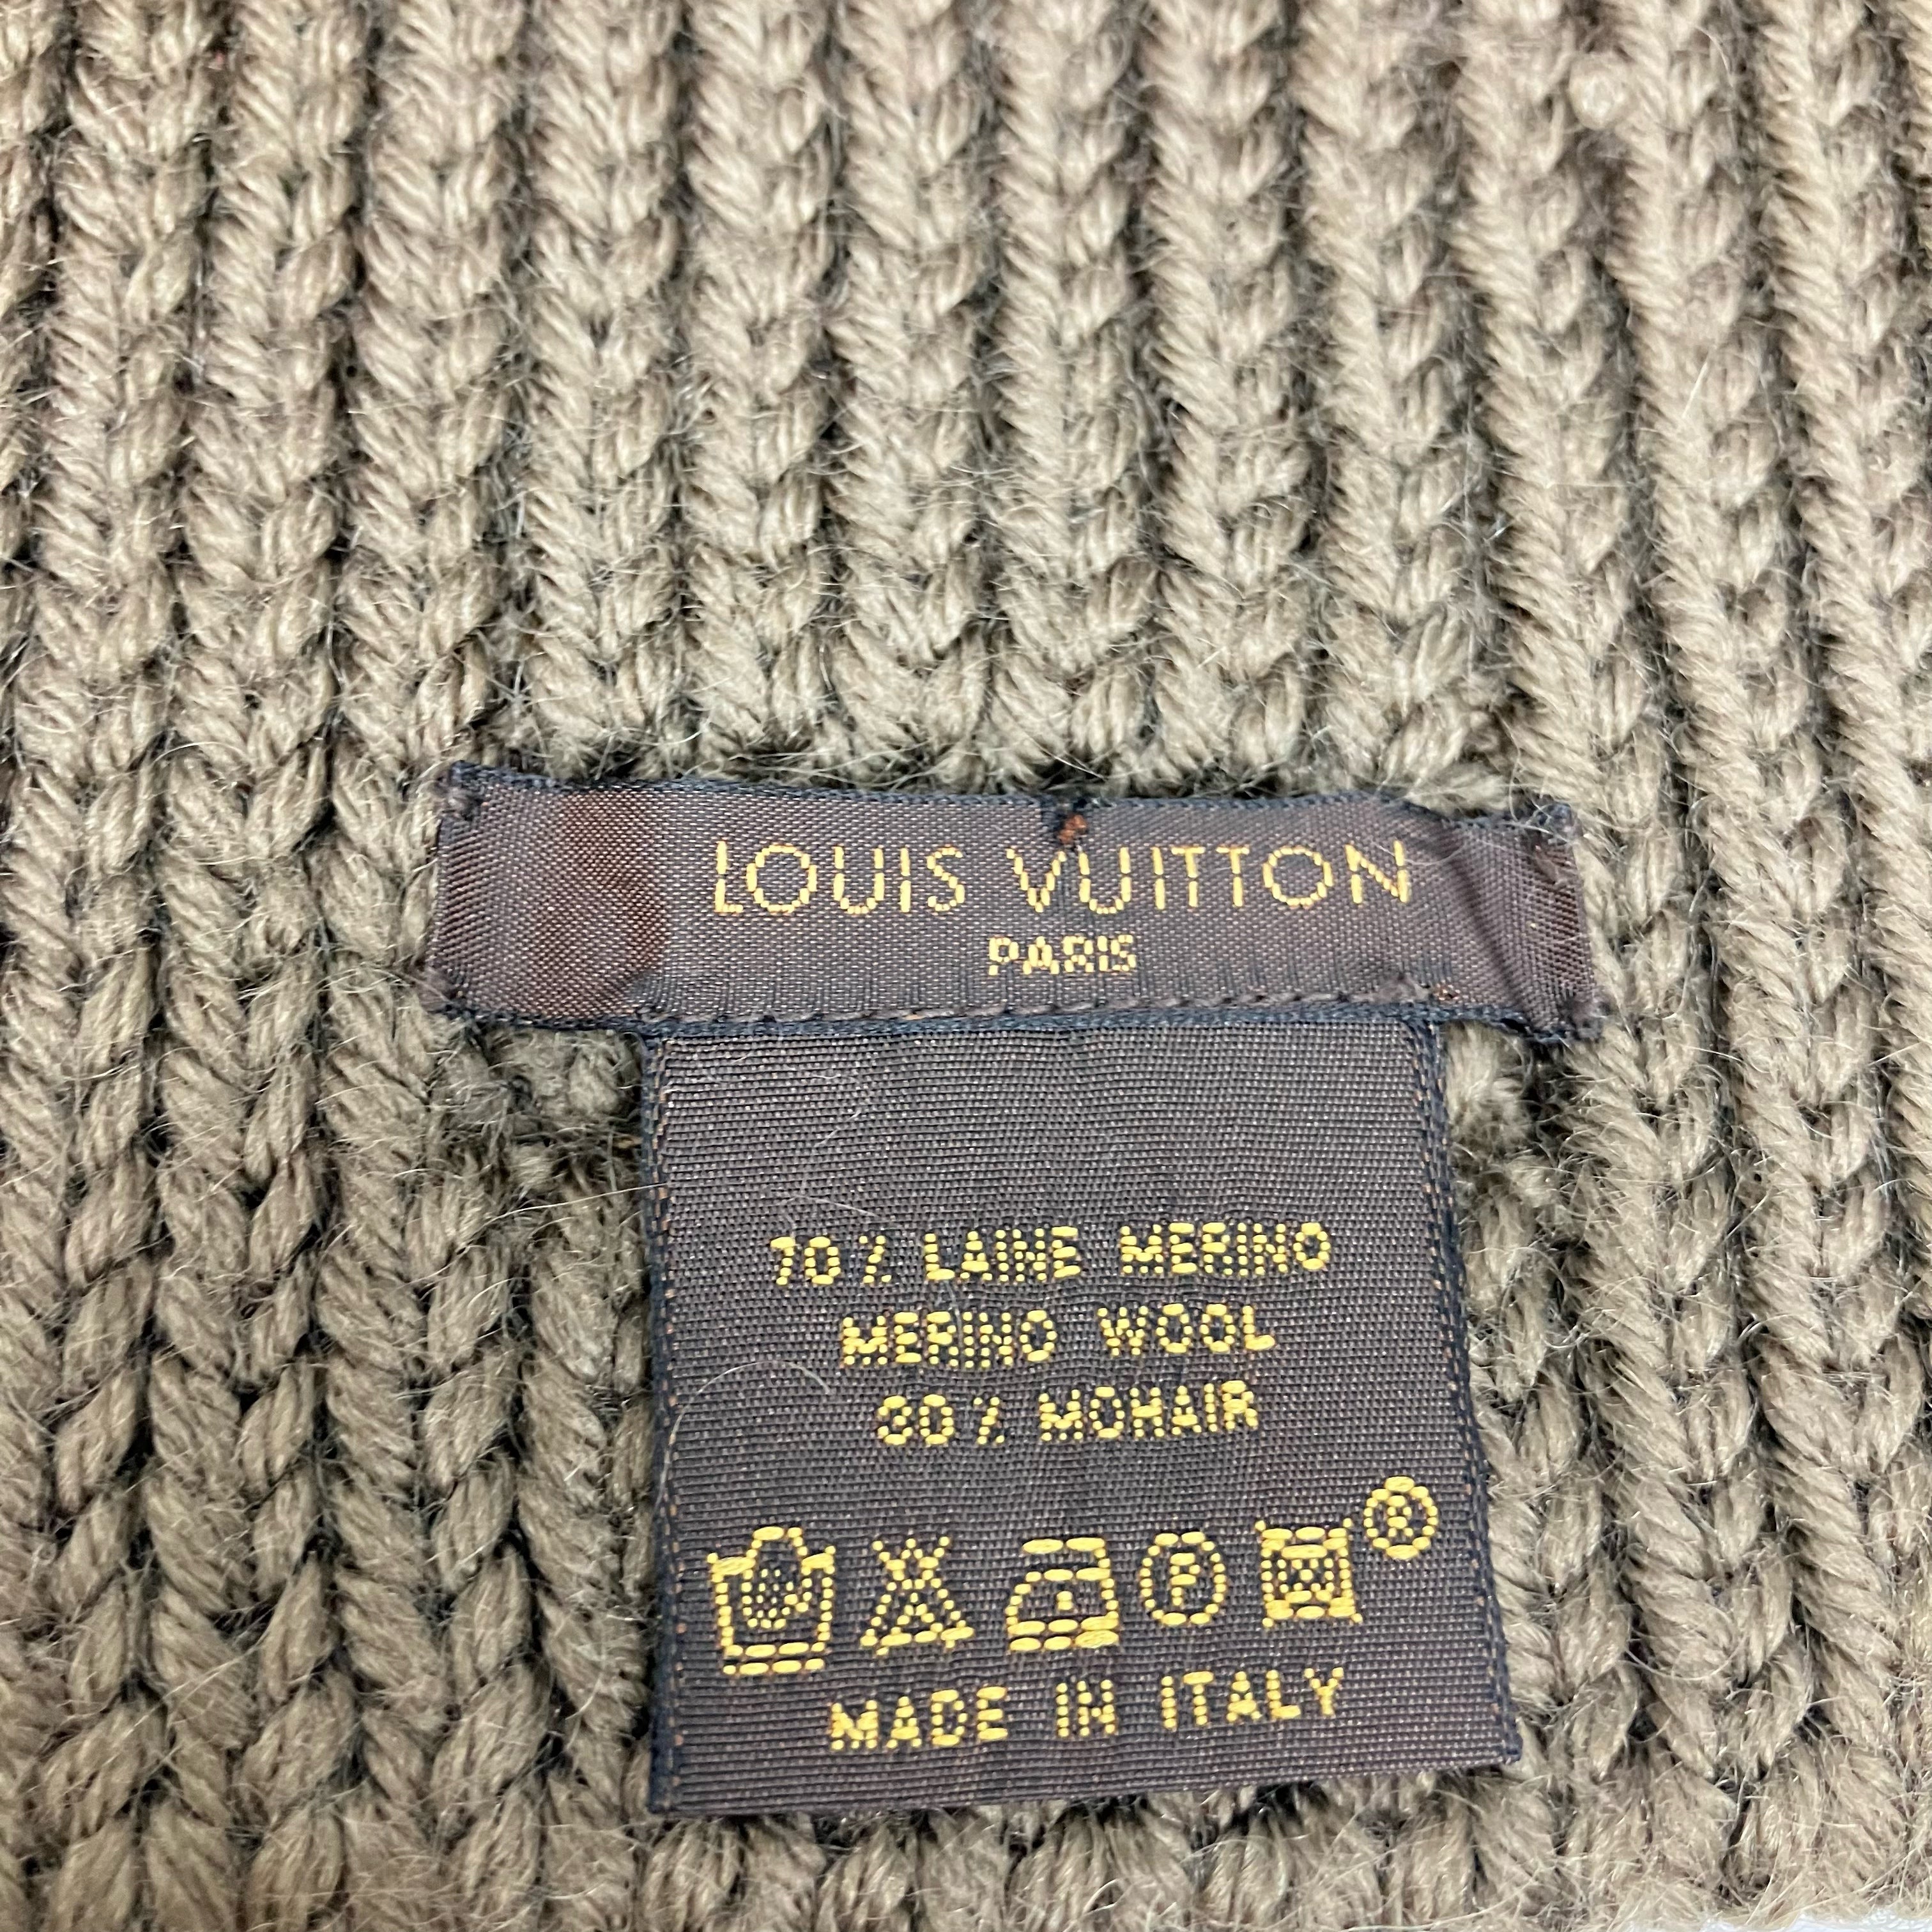 LOUIS VUITTON
PARIS
70% LAINE MERINO
MERINO WOOL
30% MOHAIR
P ®
MADE IN ITALY